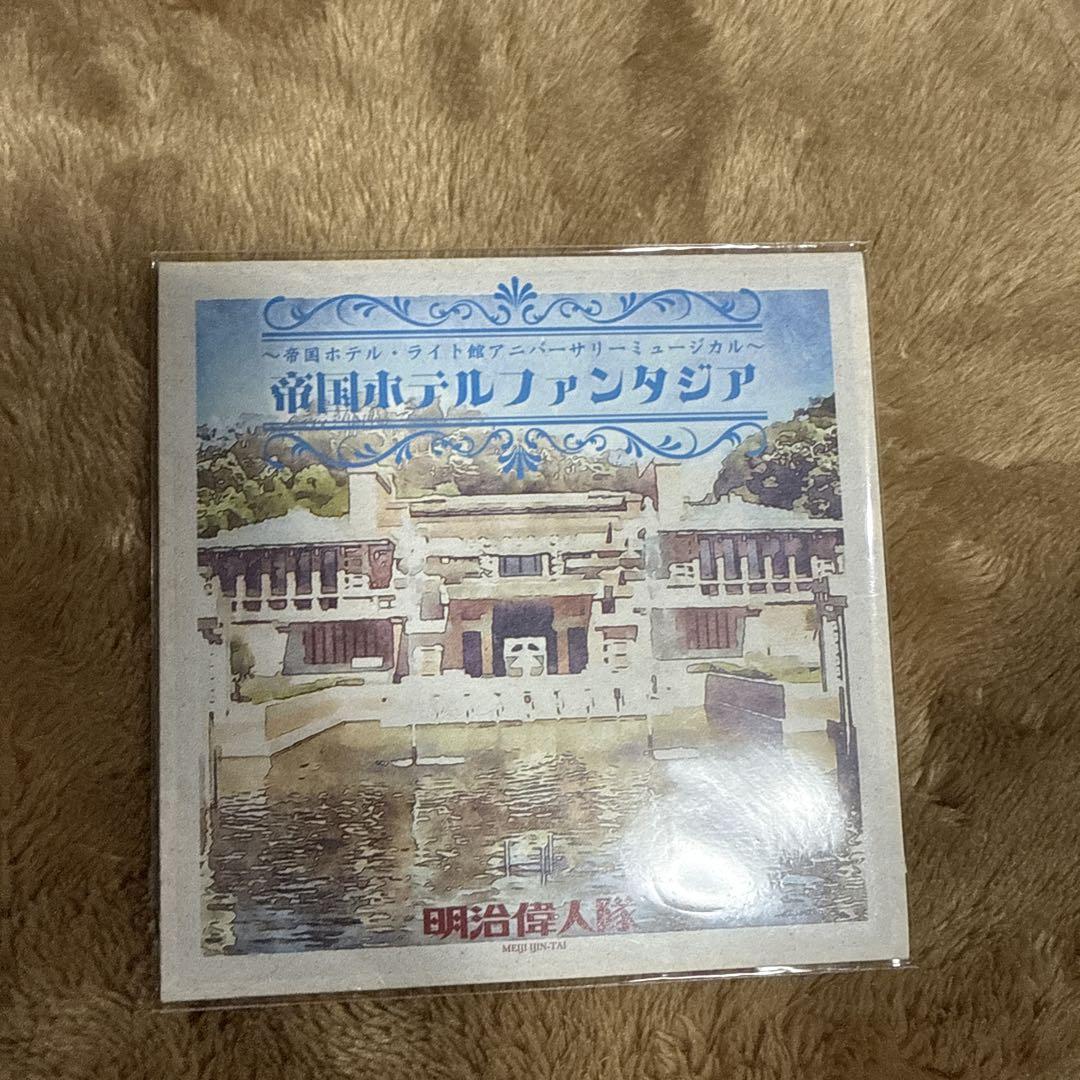 ～帝国ホテル・ライト館アニバーサリーミュージカル～
帝国ホテルファンタジア
明治偉人隊
MEIJI IJIN-TAI